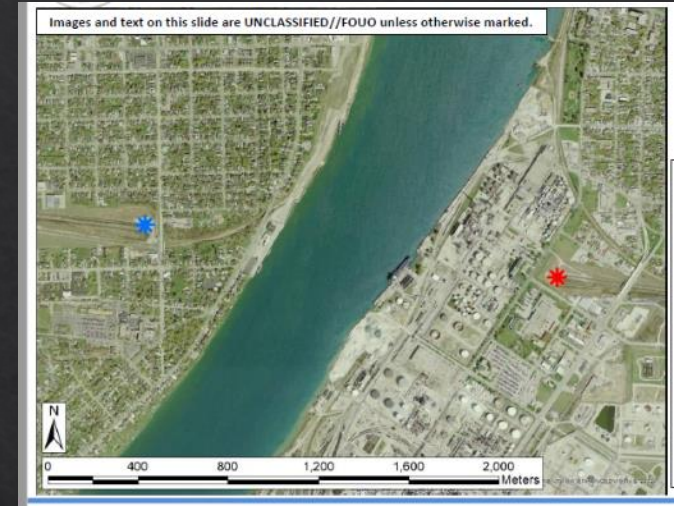 Images and text on this slide are UNCLASSIFIED//FOUO unless otherwise marked.
N
0 400 800 1,200 1,600 2,000
Meters